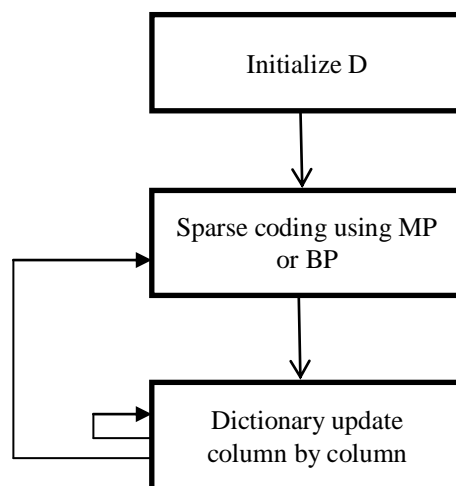 Initialize D
Sparse coding using MP
or BP
Dictionary update
column by column